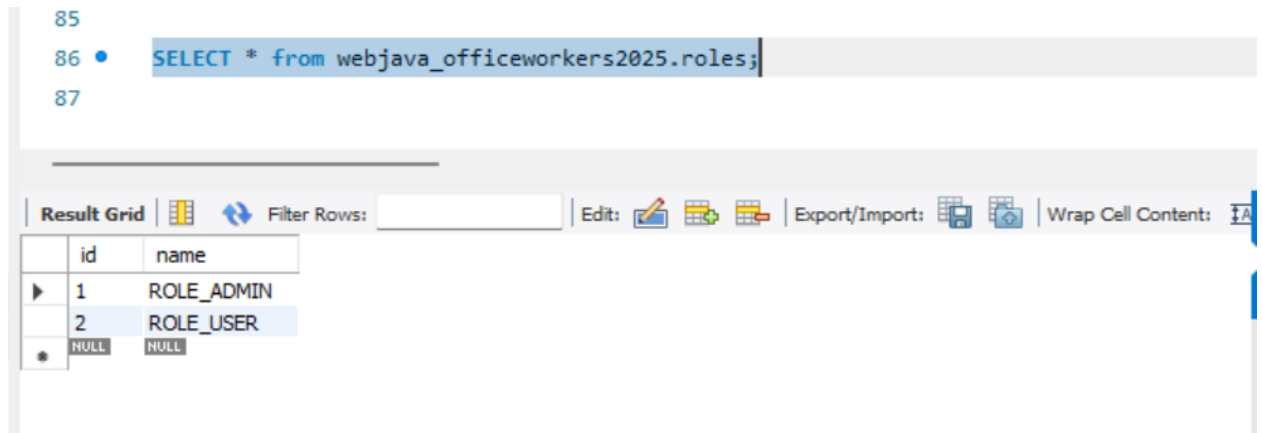 85
86 SELECT * from webjava_officeworkers2025.roles;
87
Result Grid Filter Rows: Edit: Export/Import: Wrap Cell Content: IA
id name
1 ROLE_ADMIN
2 ROLE_USER
NULL NULL